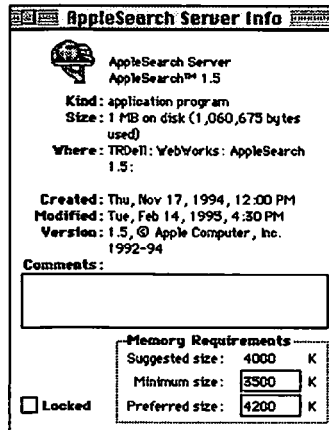 AppleSearch Server Info
AppleSearch Server
AppleSearch™ 1.5
Kind: application program
Size: 1 MB on disk (1,060,675 bytes
used)
Where: TRDell: WebWorks: AppleSearch
1.5:
Created: Thu, Nov 17, 1994, 12:00 PM
Modified: Tue, Feb 14, 1995, 4:30 PM
Version: 1.5, © Apple Computer, Inc.
1992-94
Comments:
Memory Requirements
Suggested size: 4000 K
Minimum size: 3500 K
Locked
Preferred size: 4200 K